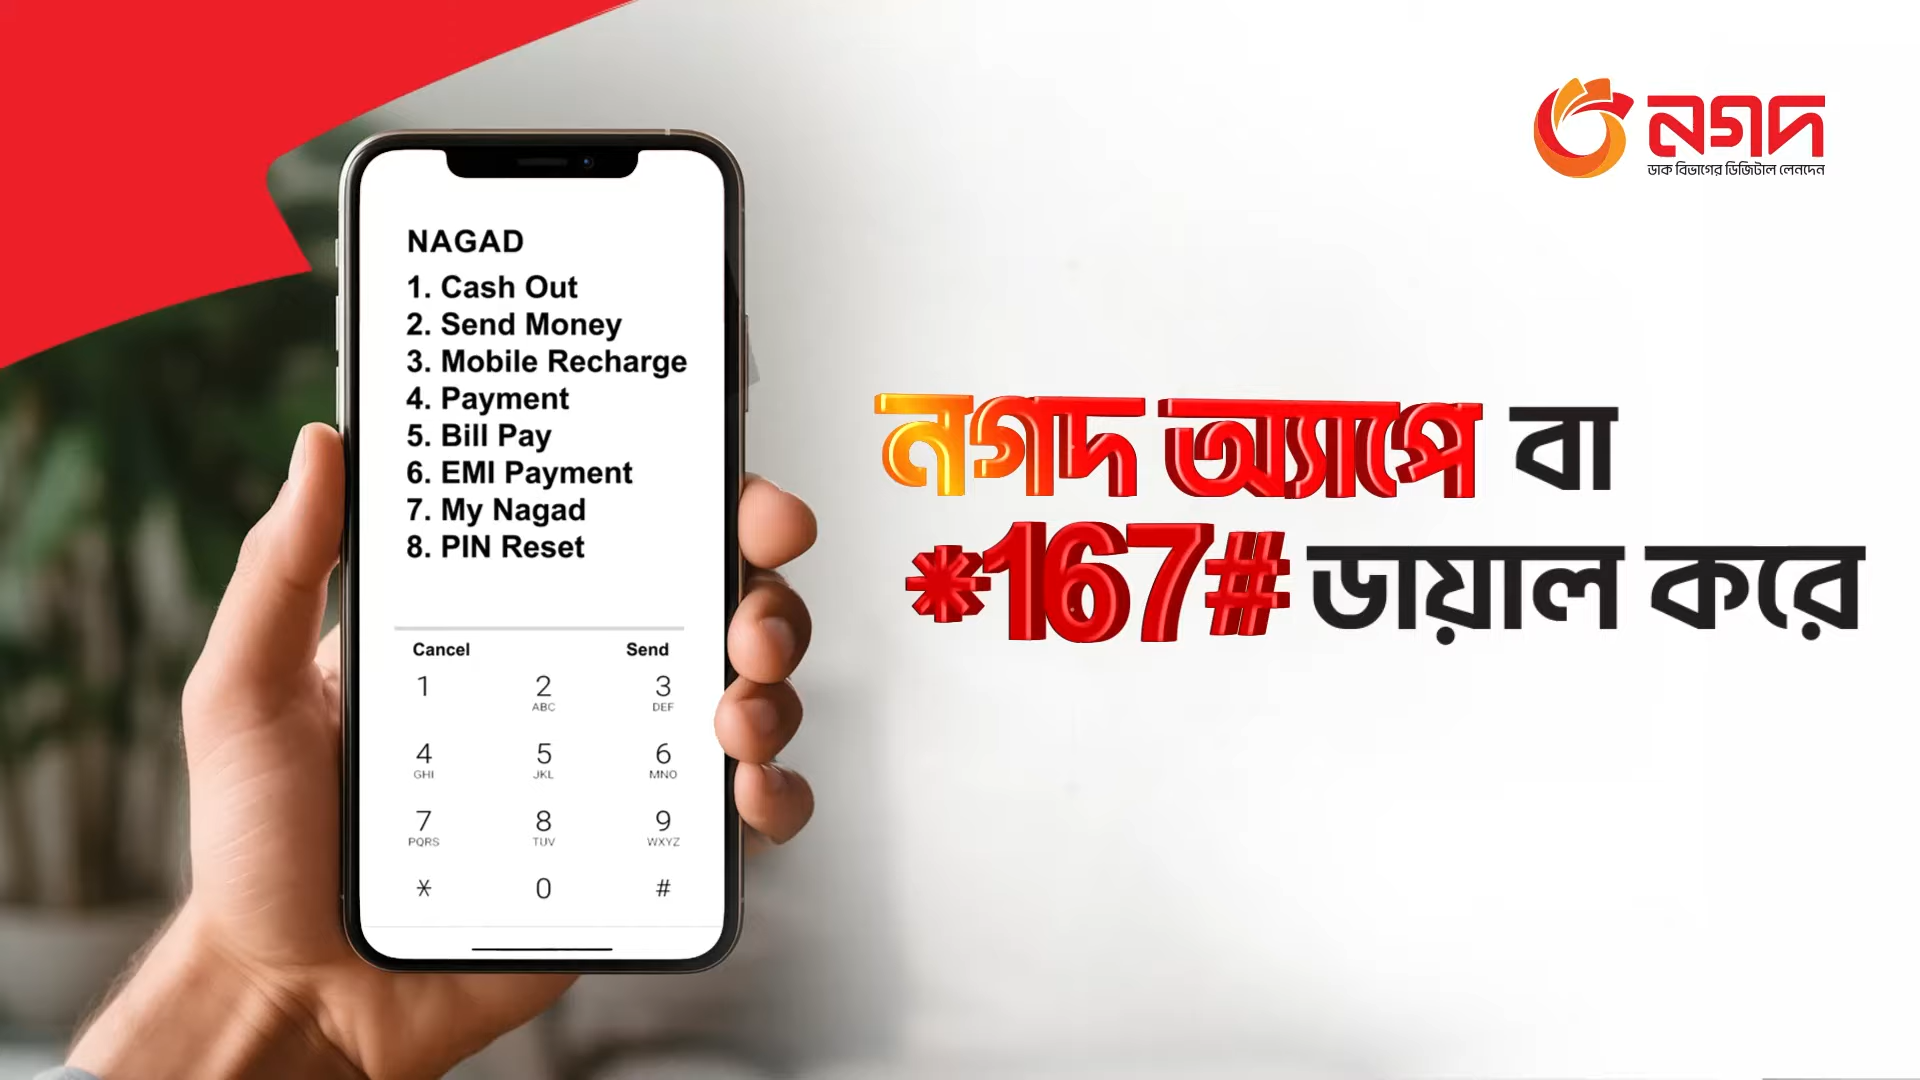 নগদ
ডাক বিভাগের ডিজিটাল লেনদেন
NAGAD
1. Cash Out
2. Send Money
3. Mobile Recharge
4. Payment
5. Bill Pay
6. EMI Payment
7. My Nagad
8. PIN Reset
Cancel Send
1 2 3
ABC DEF
4 5 6
GHI JKL MNO
7 8 9
PQRS TUV WXYZ
* 0 #
নগদ অ্যাপে বা
*167# ডায়াল করে